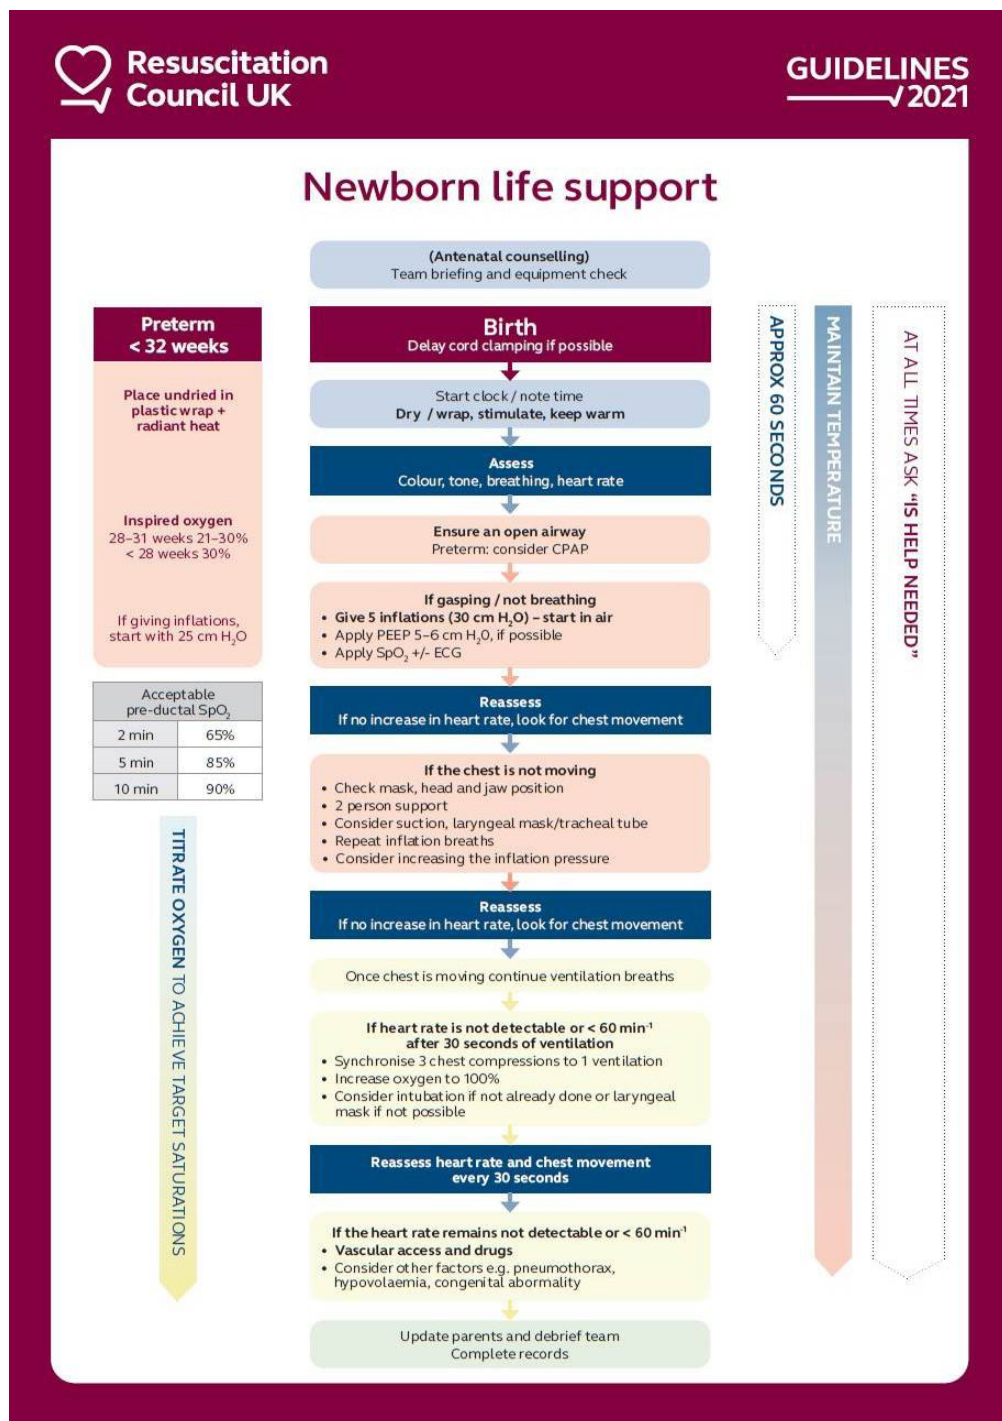 Resuscitation
Council UK
GUIDELINES
2021
Newborn life support
(Antenatal counselling)
Team briefing and equipment check
Preterm
< 32 weeks
Place undried in
plastic wrap +
radiant heat
Inspired oxygen
28–31 weeks 21–30%
< 28 weeks 30%
If giving inflations,
start with 25 cm H₂O
Acceptable
pre-ductal SpO₂
2 min 65%
5 min 85%
10 min 90%
TITRATE OXYGEN TO ACHIEVE TARGET SATURATIONS
Birth
Delay cord clamping if possible
Start clock / note time
Dry / wrap, stimulate, keep warm
Assess
Colour, tone, breathing, heart rate
Ensure an open airway
Preterm: consider CPAP
If gasping / not breathing
• Give 5 inflations (30 cm H₂O) – start in air
• Apply PEEP 5–6 cm H₂0, if possible
• Apply SpO₂ +/- ECG
Reassess
If no increase in heart rate, look for chest movement
If the chest is not moving
• Check mask, head and jaw position
• 2 person support
• Consider suction, laryngeal mask/tracheal tube
• Repeat inflation breaths
• Consider increasing the inflation pressure
Reassess
If no increase in heart rate, look for chest movement
Once chest is moving continue ventilation breaths
If heart rate is not detectable or < 60 min⁻¹
after 30 seconds of ventilation
• Synchronise 3 chest compressions to 1 ventilation
• Increase oxygen to 100%
• Consider intubation if not already done or laryngeal
mask if not possible
Reassess heart rate and chest movement
every 30 seconds
If the heart rate remains not detectable or < 60 min⁻¹
• Vascular access and drugs
• Consider other factors e.g. pneumothorax,
hypovolaemia, congenital abormality
Update parents and debrief team
Complete records
APPROX 60 SECONDS
MAINTAIN TEMPERATURE
AT ALL TIMES ASK “IS HELP NEEDED”